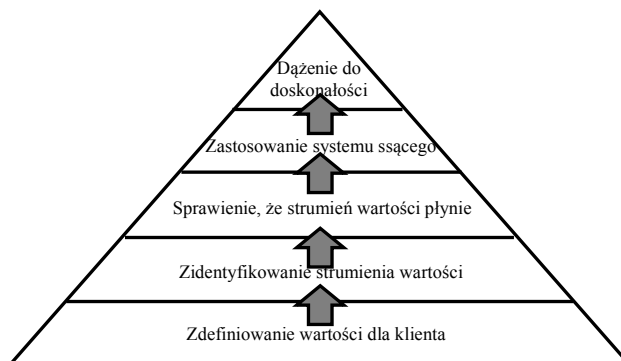 Dążenie do
doskonałości
Zastosowanie systemu ssącego
Sprawienie, że strumień wartości płynie
Zidentyfikowanie strumienia wartości
Zdefiniowanie wartości dla klienta